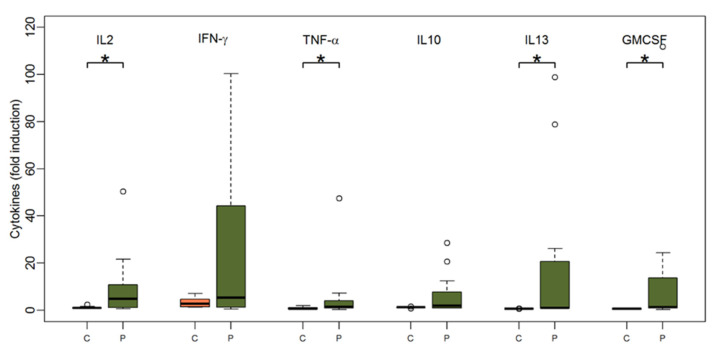 120
100
80
60
40
20
0
Cytokines (fold induction)
IL2 IFN-γ TNF-α IL10 IL13 GMCSF
* * * *
C P C P C P C P C P C P